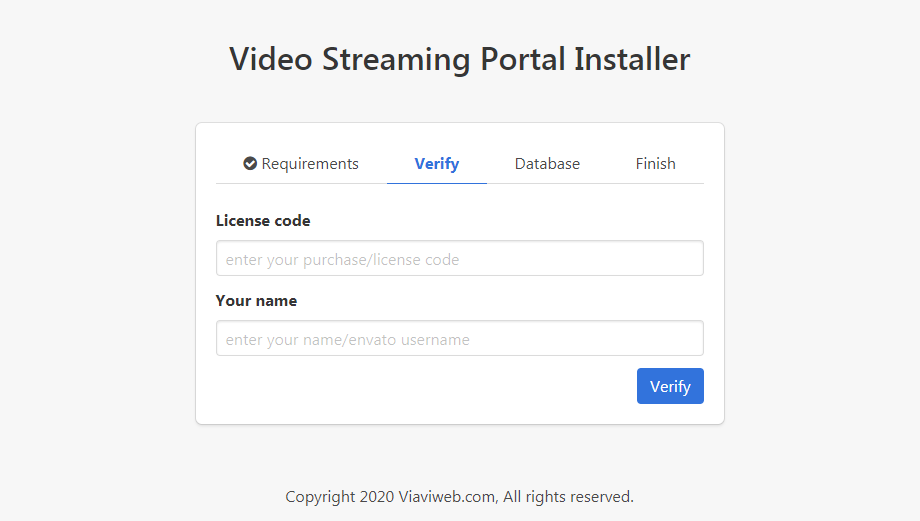 Video Streaming Portal Installer
Requirements Verify Database Finish
License code
enter your purchase/license code
Your name
enter your name/envato username
Verify
Copyright 2020 Viaviweb.com, All rights reserved.